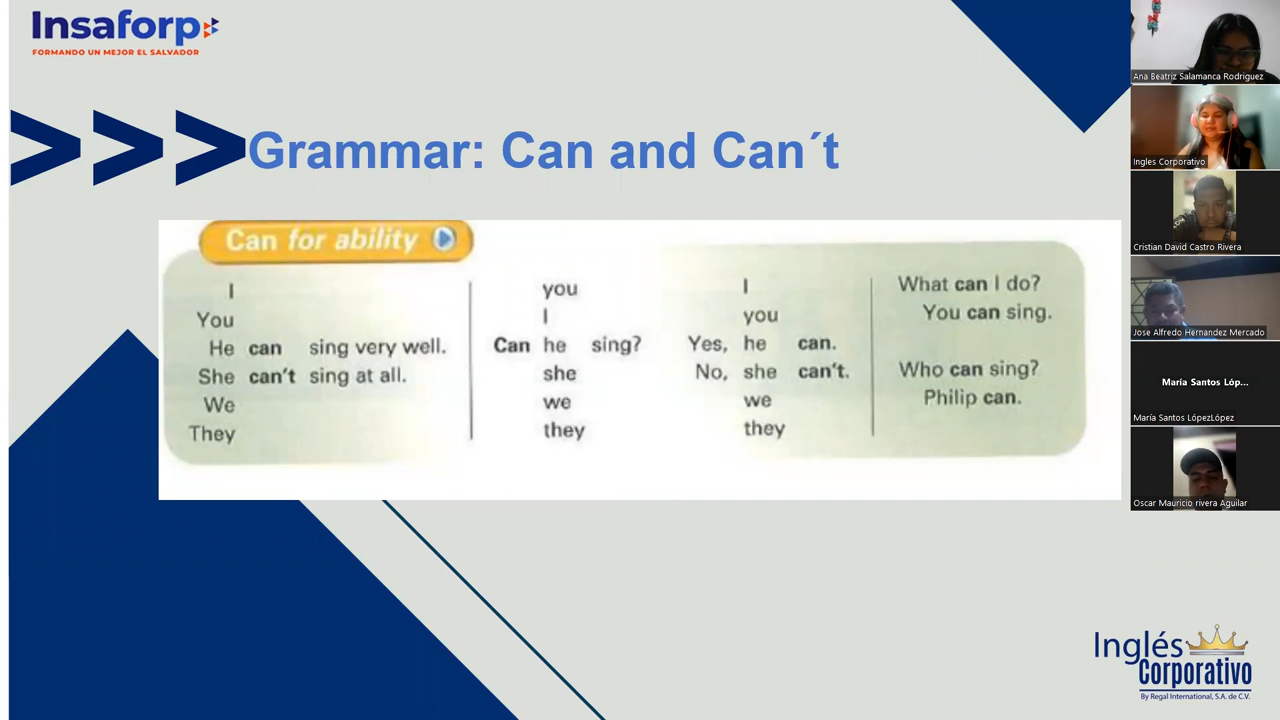 Insaforp
FORMANDO UN MEJOR EL SALVADOR
>>>Grammar: Can and Can´t
Can for ability
I
You
He can sing very well.
She can't sing at all.
We
They
you
I
Can he sing?
she
we
they
I
you
Yes, he can.
No, she can't.
we
they
What can I do?
You can sing.
Who can sing?
Philip can.
Ana Beatriz Salamanca Rodriguez
Ingles Corporativo
Cristian David Castro Rivera
Jose Alfredo Hernandez Mercado
María Santos Lóp...
María Santos LópezLópez
Oscar Mauricio rivera Aguilar
Inglés
Corporativo
By Regal International, S.A. de C.V.